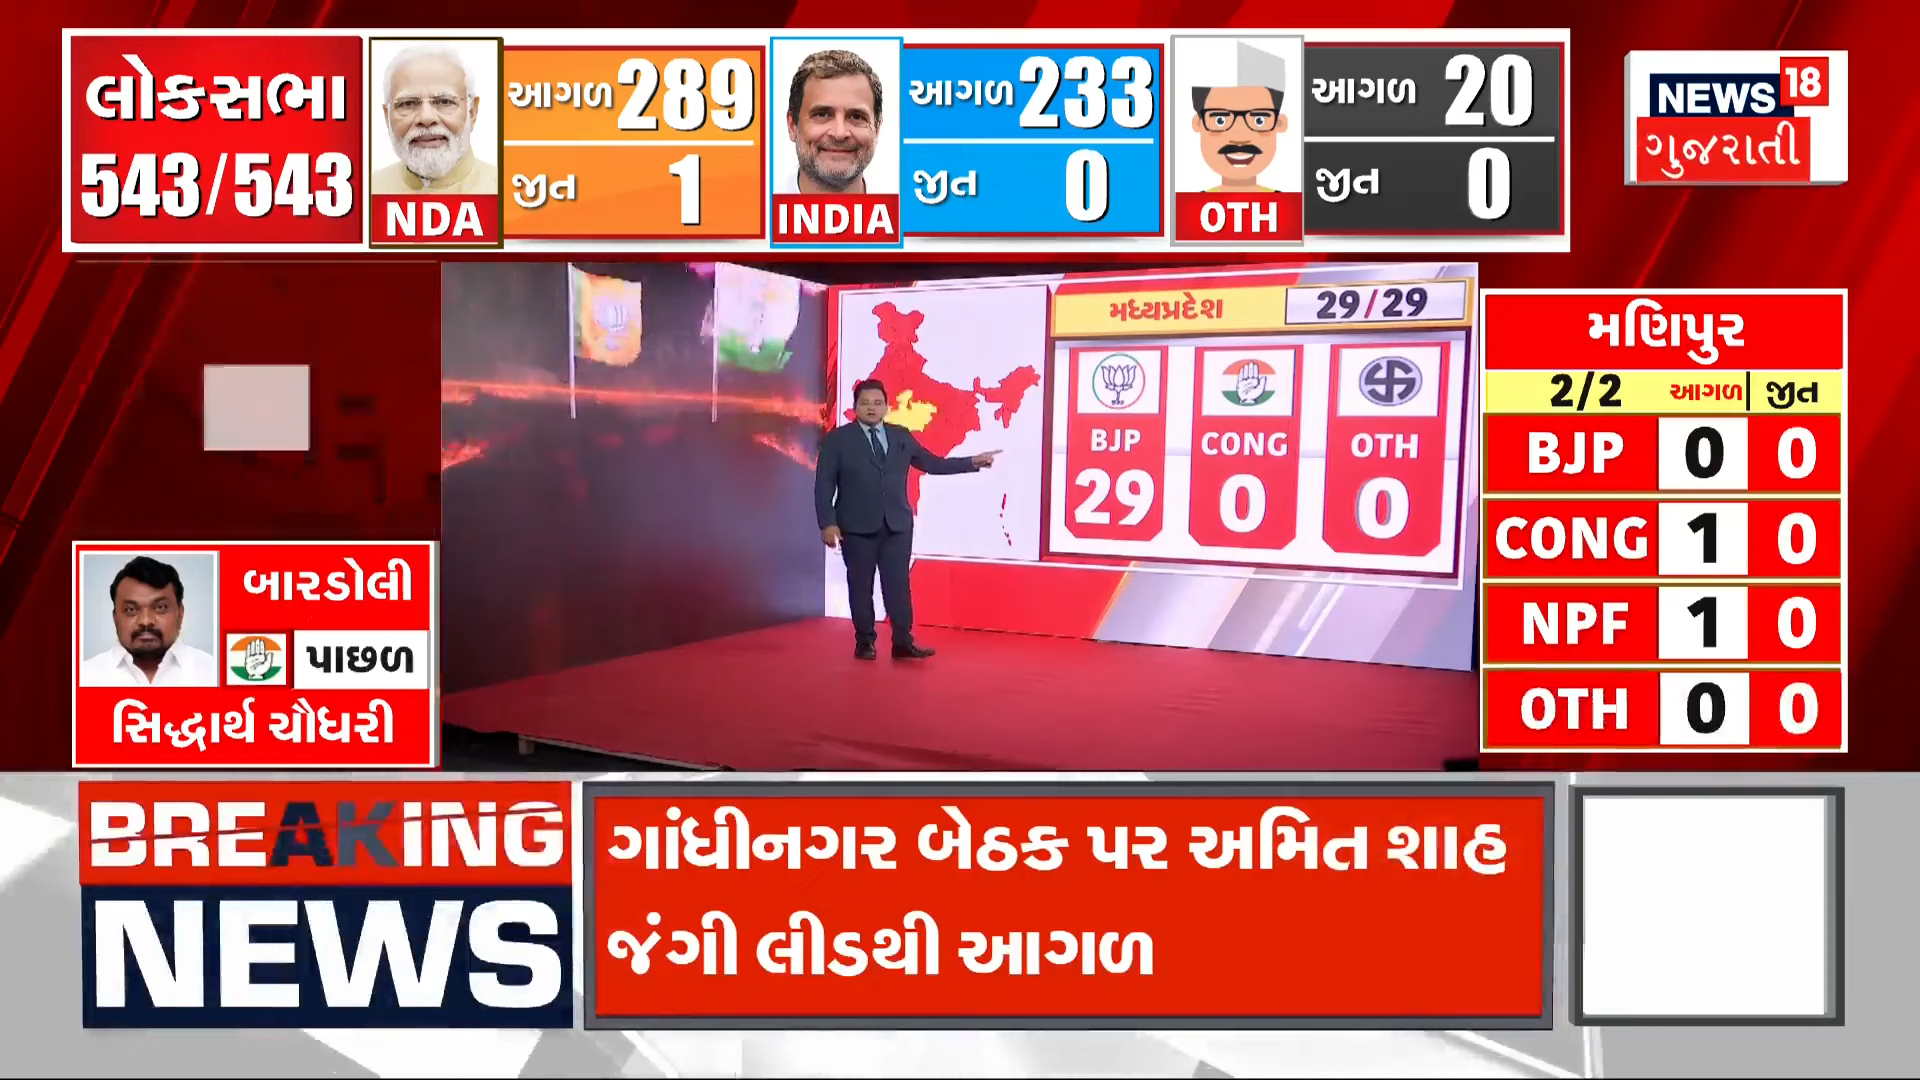 લોકસભા
543/543
NDA
આગળ 289
જીત 1
INDIA
આગળ 233
જીત 0
OTH
આગળ 20
જીત 0
NEWS 18
ગુજરાતી
મધ્યપ્રદેશ 29/29
BJP
29
CONG
0
OTH
0
મણિપુર
2/2 આગળ જીત
BJP 0 0
CONG 1 0
NPF 1 0
OTH 0 0
બારડોલી
પાછળ
સિદ્ધાર્થ ચૌધરી
BREAKING
NEWS
ગાંધીનગર બેઠક પર અમિત શાહ
જંગી લીડથી આગળ